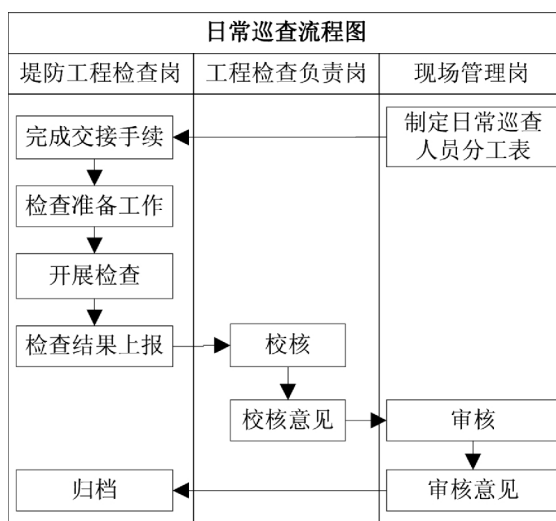 日常巡查流程图
堤防工程检查岗
工程检查负责岗
现场管理岗
完成交接手续
制定日常巡查
人员分工表
检查准备工作
开展检查
检查结果上报
校核
校核意见
审核
归档
审核意见